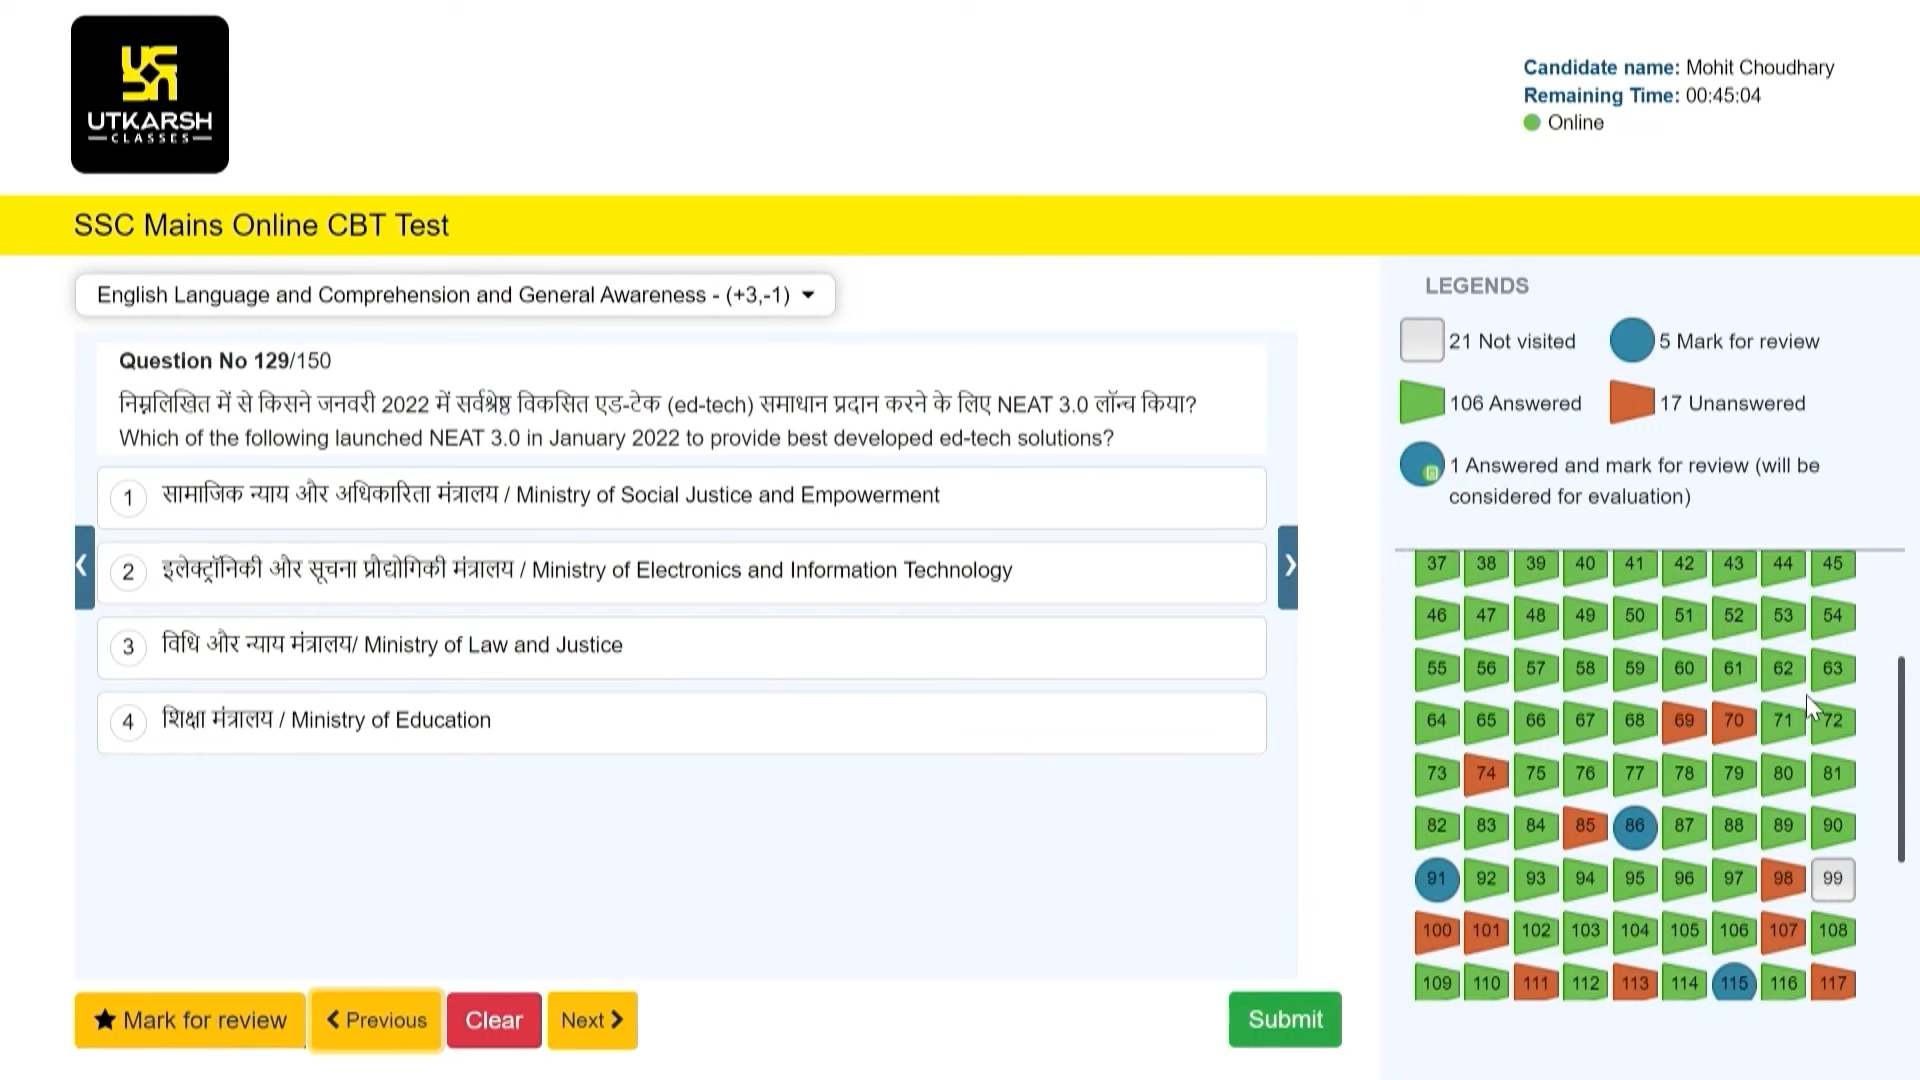 UTKARSH
CLASSES
Candidate name: Mohit Choudhary
Remaining Time: 00:45:04
Online
SSC Mains Online CBT Test
English Language and Comprehension and General Awareness - (+3,-1)
Question No 129/150
निम्नलिखित में से किसने जनवरी 2022 में सर्वश्रेष्ठ विकसित एड-टेक (ed-tech) समाधान प्रदान करने के लिए NEAT 3.0 लॉन्च किया?
Which of the following launched NEAT 3.0 in January 2022 to provide best developed ed-tech solutions?
1 सामाजिक न्याय और अधिकारिता मंत्रालय / Ministry of Social Justice and Empowerment
2 इलेक्ट्रॉनिकी और सूचना प्रौद्योगिकी मंत्रालय / Ministry of Electronics and Information Technology
3 विधि और न्याय मंत्रालय/ Ministry of Law and Justice
4 शिक्षा मंत्रालय / Ministry of Education
Mark for review
Previous
Clear
Next
Submit
LEGENDS
21 Not visited
5 Mark for review
106 Answered
17 Unanswered
1 Answered and mark for review (will be
considered for evaluation)
37 38 39 40 41 42 43 44 45
46 47 48 49 50 51 52 53 54
55 56 57 58 59 60 61 62 63
64 65 66 67 68 69 70 71 72
73 74 75 76 77 78 79 80 81
82 83 84 85 86 87 88 89 90
91 92 93 94 95 96 97 98 99
100 101 102 103 104 105 106 107 108
109 110 111 112 113 114 115 116 117